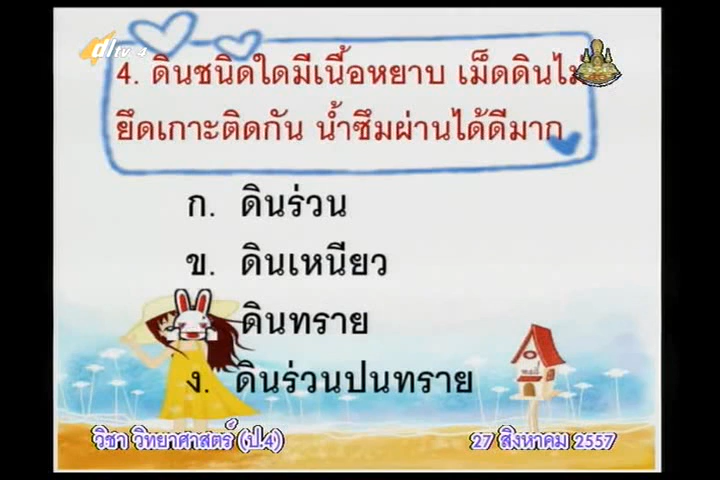 dltv 4
4. ดินชนิดใดมีเนื้อหยาบ เม็ดดินไม
ยึดเกาะติดกัน น้ำซึมผ่านได้ดีมาก
ก. ดินร่วน
ข. ดินเหนียว
ดินทราย
ง. ดินร่วนปนทราย
วิชา วิทยาศาสตร์ (ป.4) 27 สิงหาคม 2557